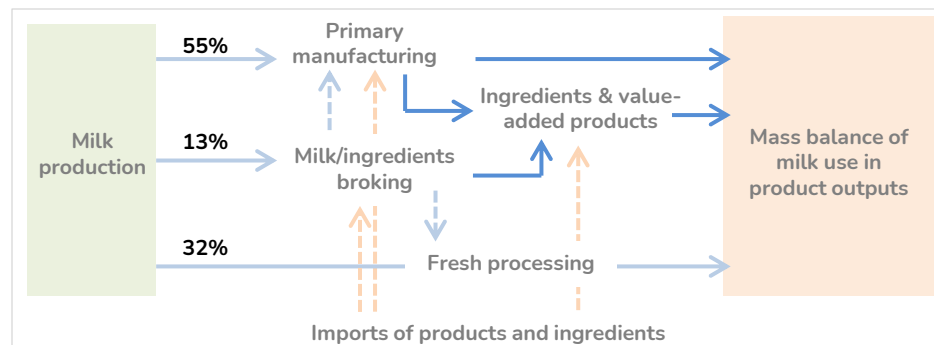 55%
Primary
manufacturing
Ingredients & value-
added products
Milk
production
13%
Milk/ingredients
broking
Mass balance of
milk use in
product outputs
32%
Fresh processing
Imports of products and ingredients